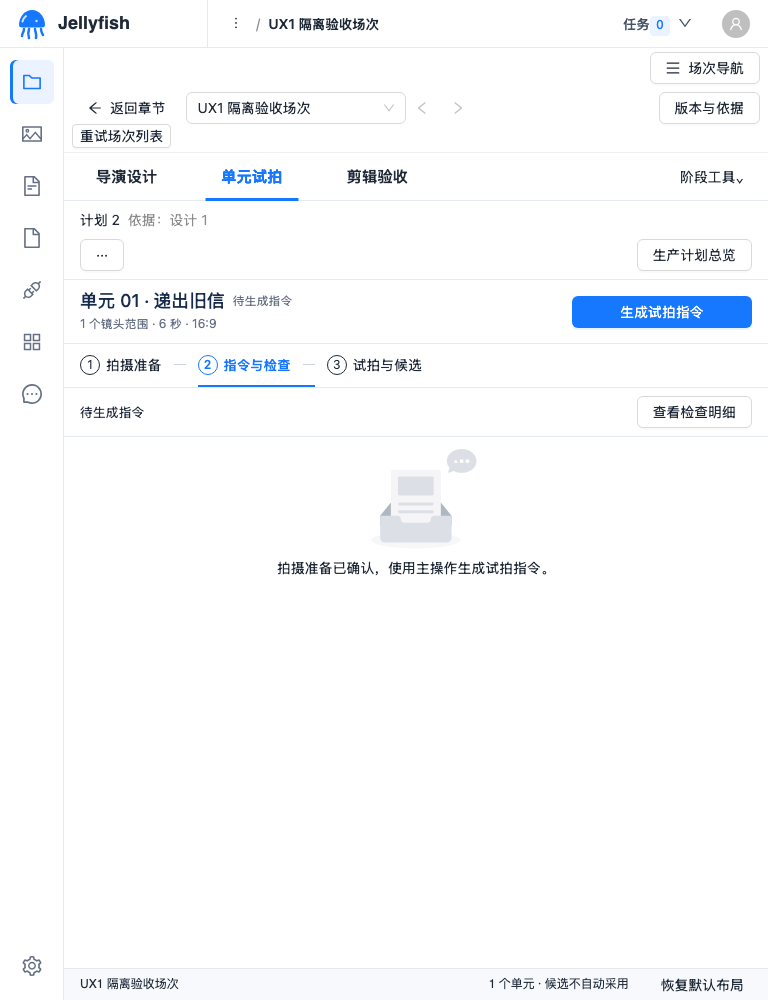 Jellyfish
/ UX1 隔离验收场次
任务 0
场次导航
返回章节
UX1 隔离验收场次
版本与依据
重试场次列表
导演设计
单元试拍
剪辑验收
阶段工具
计划 2 依据：设计 1
...
生产计划总览
单元 01 · 递出旧信 待生成指令
1 个镜头范围 · 6 秒 · 16:9
生成试拍指令
1 拍摄准备
2 指令与检查
3 试拍与候选
待生成指令
查看检查明细
拍摄准备已确认，使用主操作生成试拍指令。
UX1 隔离验收场次
1 个单元 · 候选不自动采用
恢复默认布局